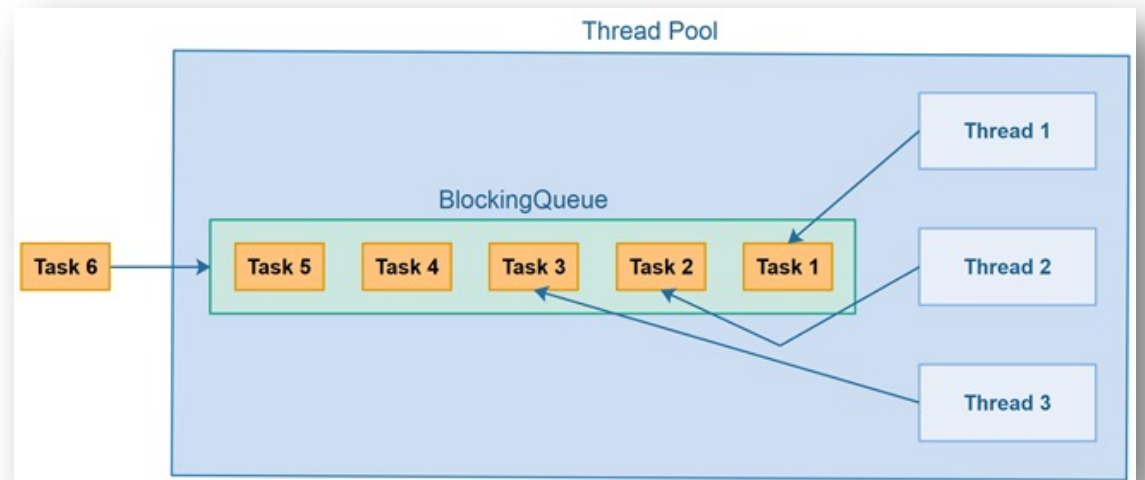 Thread Pool
Thread 1
BlockingQueue
Task 6
Task 5
Task 4
Task 3
Task 2
Task 1
Thread 2
Thread 3